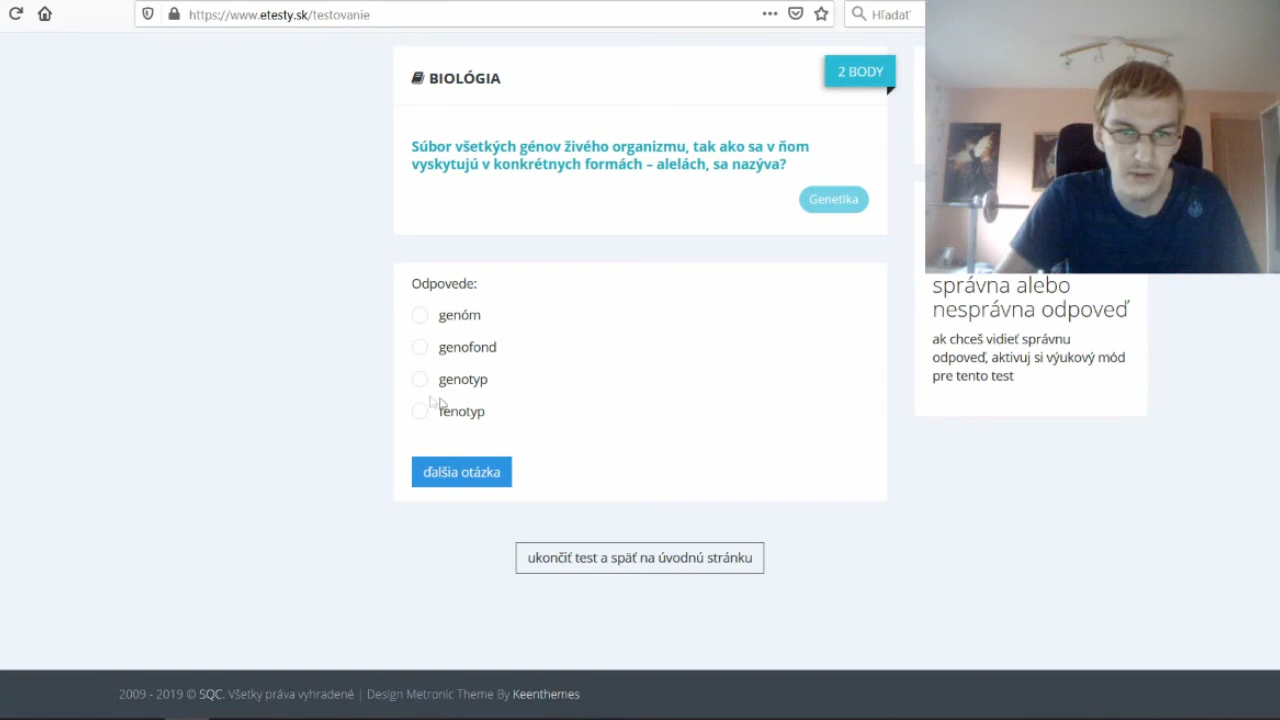 https://www.etesty.sk/testovanie
Hľadať
BIOLÓGIA
2 BODY
Súbor všetkých génov živého organizmu, tak ako sa v ňom
vyskytujú v konkrétnych formách – alelách, sa nazýva?
Genetika
Odpovede:
genóm
genofond
genotyp
fenotyp
ďalšia otázka
správna alebo
nesprávna odpoveď
ak chceš vidieť správnu
odpoveď, aktivuj si výukový mód
pre tento test
ukončiť test a späť na úvodnú stránku
2009 - 2019 © SQC. Všetky práva vyhradené | Design Metronic Theme By Keenthemes